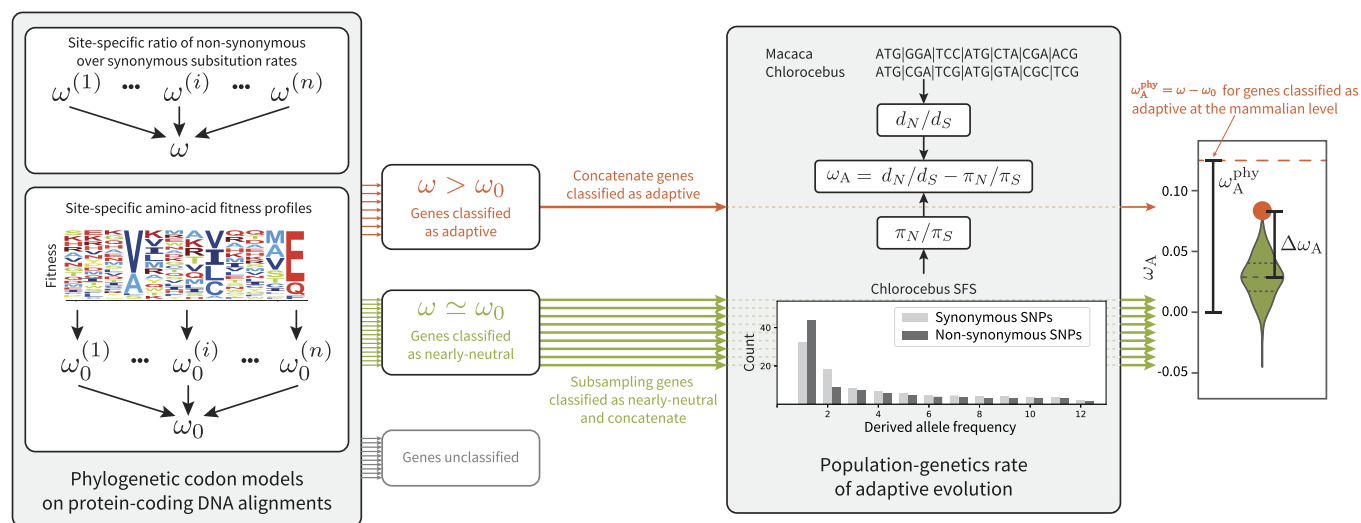 Site-specific ratio of non-synonymous
over synonymous subsitution rates
ω(1) ••• ω(i) ••• ω(n)
ω
Site-specific amino-acid fitness profiles
Fitness
V
A
V
I
L
C
M
A
V
E
Q
ω0(1) ••• ω0(i) ••• ω0(n)
ω0
Phylogenetic codon models
on protein-coding DNA alignments
ω > ω0
Genes classified
as adaptive
ω ≃ ω0
Genes classified
as nearly-neutral
Genes unclassified
Concatenate genes
classified as adaptive
Subsampling genes
classified as nearly-neutral
and concatenate
Macaca ATG|GGA|TCC|ATG|CTA|CGA|ACG
Chlorocebus ATG|CGA|TCG|ATG|GTA|CGC|TCG
dN/dS
ωA = dN/dS − πN/πS
πN/πS
Chlorocebus SFS
Synonymous SNPs
Non-synonymous SNPs
Count
40
20
2 4 6 8 10 12
Derived allele frequency
Population-genetics rate
of adaptive evolution
ωAphy = ω − ω0 for genes classified as
adaptive at the mammalian level
ωAphy
ΔωA
ωA
0.10
0.05
0.00
-0.05